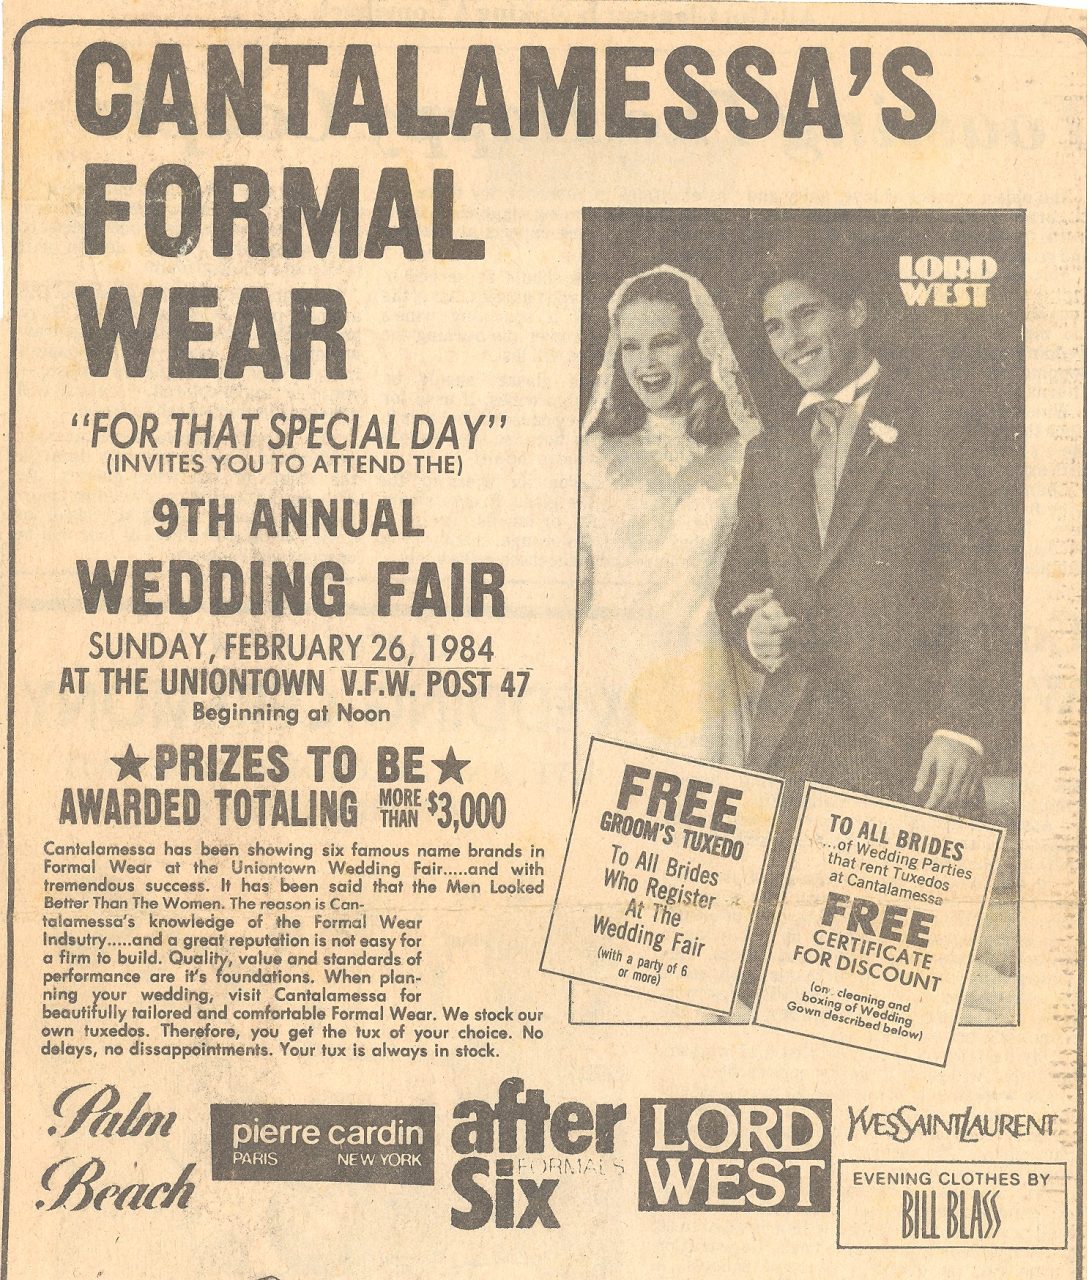 CANTALAMESSA'S
FORMAL
WEAR
"FOR THAT SPECIAL DAY"
(INVITES YOU TO ATTEND THE)
9TH ANNUAL
WEDDING FAIR
SUNDAY, FEBRUARY 26, 1984
AT THE UNIONTOWN V.F.W. POST 47
Beginning at Noon
★PRIZES TO BE★
AWARDED TOTALING MORE THAN $3,000
Cantalamessa has been showing six famous name brands in
Formal Wear at the Uniontown Wedding Fair.....and with
tremendous success. It has been said that the Men Looked
Better Than The Women. The reason is Can-
talamessa's knowledge of the Formal Wear
Indsutry.....and a great reputation is not easy for
a firm to build. Quality, value and standards of
performance are it's foundations. When plan-
ning your wedding, visit Cantalamessa for
beautifully tailored and comfortable Formal Wear. We stock our
own tuxedos. Therefore, you get the tux of your choice. No
delays, no dissappointments. Your tux is always in stock.
LORD
WEST
FREE
GROOM'S TUXEDO
To All Brides
Who Register
At The
Wedding Fair
(with a party of 6
or more)
TO ALL BRIDES
...of Wedding Parties
that rent Tuxedos
at Cantalamessa
FREE
CERTIFICATE
FOR DISCOUNT
(on cleaning and
boxing of Wedding
Gown described below)
Palm
Beach
pierre cardin
PARIS NEW YORK
after
Six
FORMALS
LORD
WEST
YVESSAINTLAURENT
EVENING CLOTHES BY
BILL BLASS